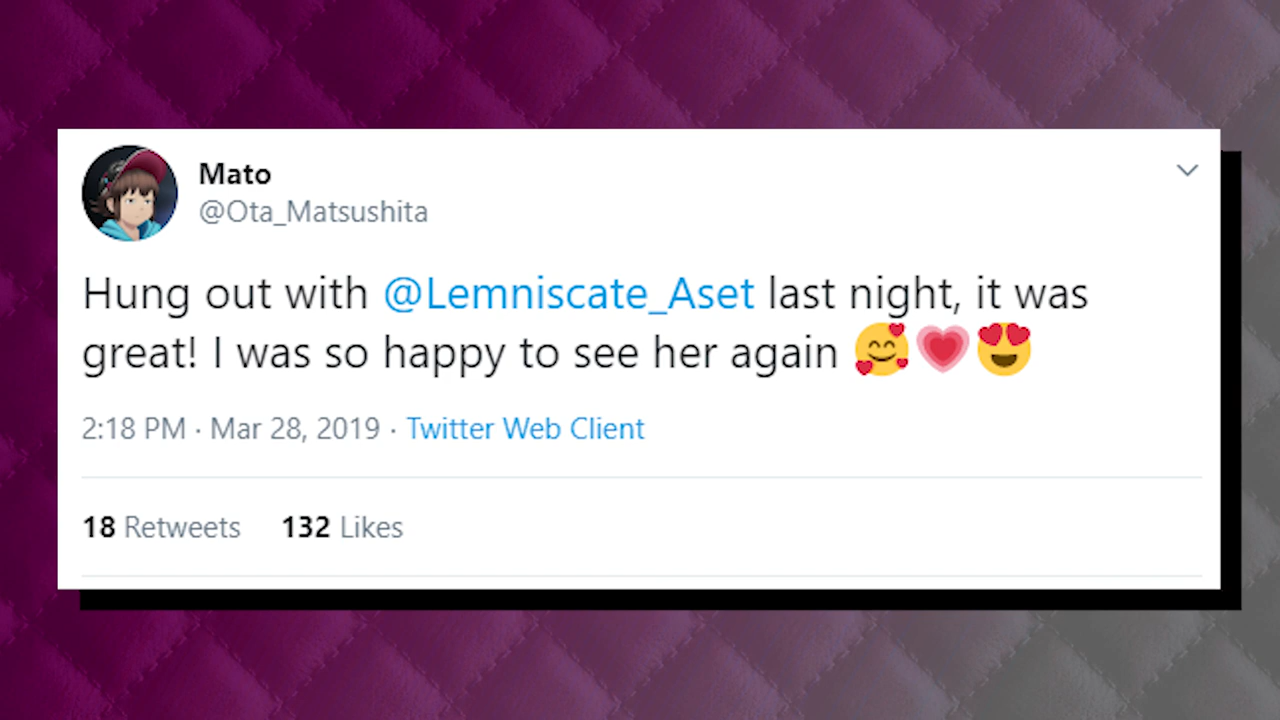 Mato
@Ota_Matsushita
Hung out with @Lemniscate_Aset last night, it was
great! I was so happy to see her again 🥰💗😍
2:18 PM · Mar 28, 2019 · Twitter Web Client
18 Retweets 132 Likes